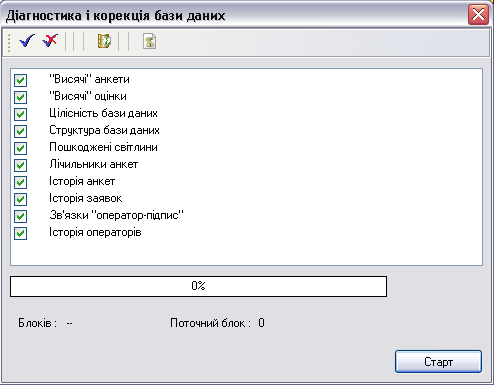 Діагностика і корекція бази даних
"Висячі" анкети
"Висячі" оцінки
Цілісність бази даних
Структура бази даних
Пошкоджені світлини
Лічильники анкет
Історія анкет
Історія заявок
Зв'язки "оператор-підпис"
Історія операторів
0%
Блоків : -- Поточний блок : 0
Старт